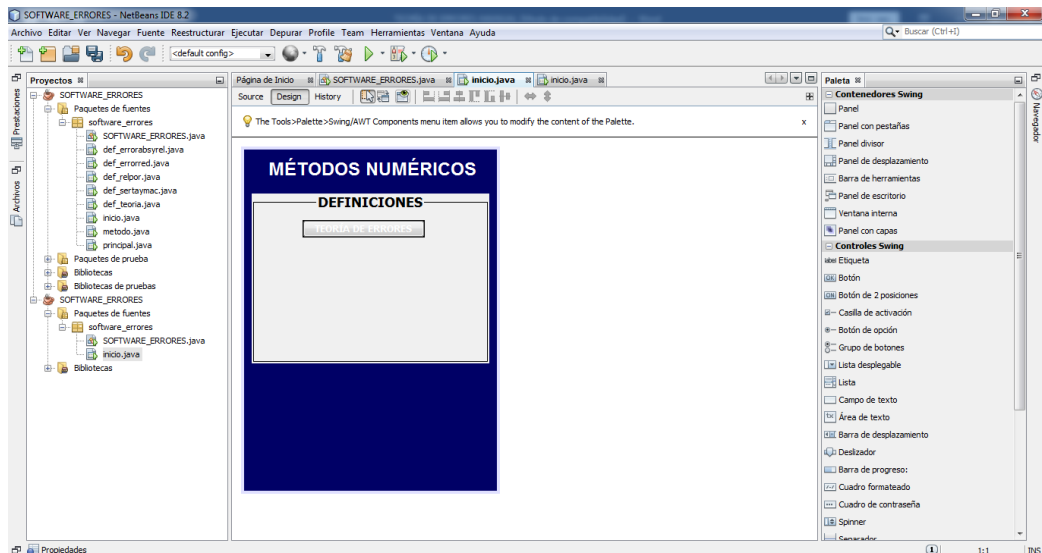 SOFTWARE_ERRORES - NetBeans IDE 8.2
Archivo Editar Ver Navegar Fuente Reestructurar Ejecutar Depurar Profile Team Herramientas Ventana Ayuda
Buscar (Ctrl+I)
<default config>
Prestaciones
Archivos
Proyectos
SOFTWARE_ERRORES
Paquetes de fuentes
software_errores
SOFTWARE_ERRORES.java
def_errorabsyrel.java
def_errorred.java
def_relpor.java
def_sertaymac.java
def_teoria.java
inicio.java
metodo.java
principal.java
Paquetes de prueba
Bibliotecas
Bibliotecas de pruebas
SOFTWARE_ERRORES
Paquetes de fuentes
software_errores
SOFTWARE_ERRORES.java
inicio.java
Bibliotecas
Página de Inicio SOFTWARE_ERRORES.java inicio.java inicio.java
Source Design History
The Tools>Palette>Swing/AWT Components menu item allows you to modify the content of the Palette. x
MÉTODOS NUMÉRICOS
DEFINICIONES
TEORÍA DE ERRORES
Paleta
Contenedores Swing
Panel
Panel con pestañas
Panel divisor
Panel de desplazamiento
Barra de herramientas
Panel de escritorio
Ventana interna
Panel con capas
Controles Swing
label Etiqueta
OK Botón
ON Botón de 2 posiciones
Casilla de activación
Botón de opción
Grupo de botones
Lista desplegable
Lista
Campo de texto
Área de texto
Barra de desplazamiento
Deslizador
Barra de progreso:
Cuadro formateado
Cuadro de contraseña
Spinner
Separador
Navegador
Propiedades
1 1:1 INS